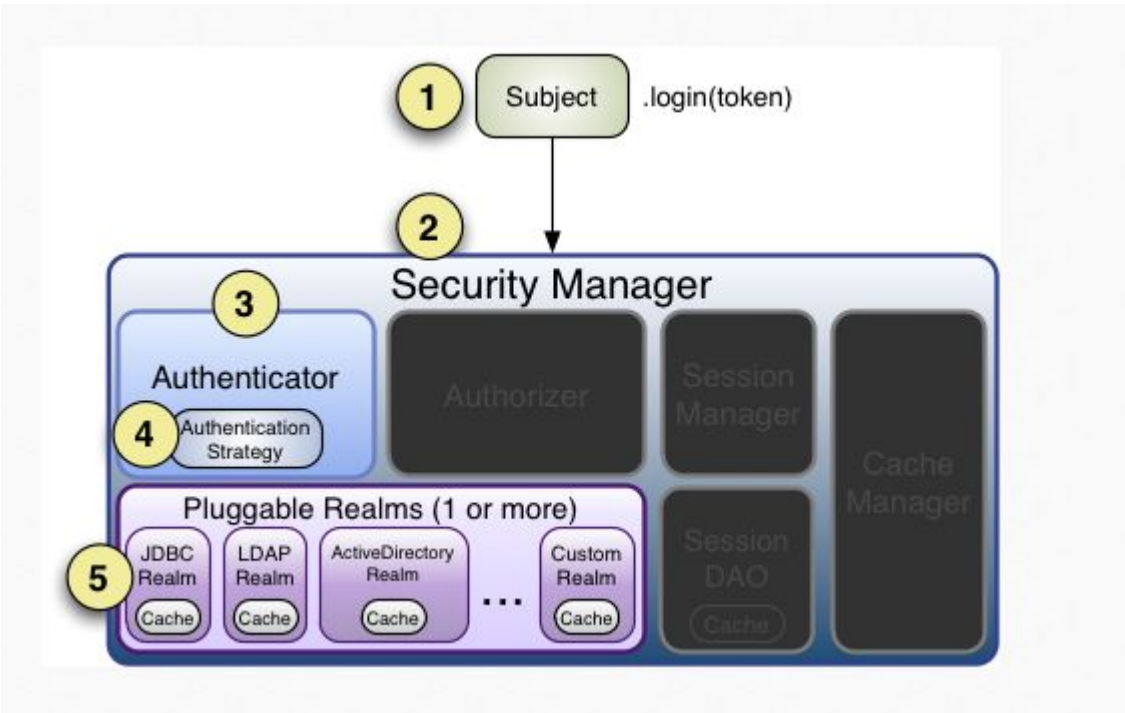 1
Subject
.login(token)
2
Security Manager
3
Authenticator
4
Authentication
Strategy
Authorizer
Session
Manager
Cache
Manager
Pluggable Realms (1 or more)
5
JDBC
Realm
Cache
LDAP
Realm
Cache
ActiveDirectory
Realm
Cache
...
Custom
Realm
Cache
Session
DAO
Cache